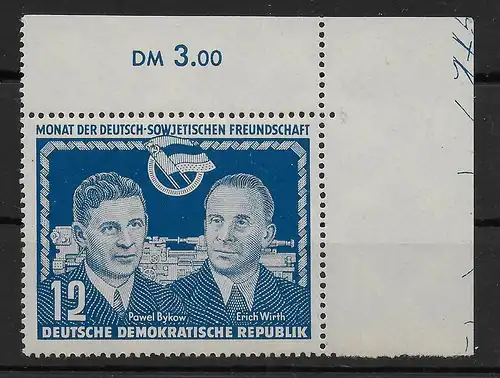 DM 3.00
MONAT DER DEUTSCH-SOWJETISCHEN FREUNDSCHAFT
12
Pawel Bykow Erich Wirth
DEUTSCHE DEMOKRATISCHE REPUBLIK